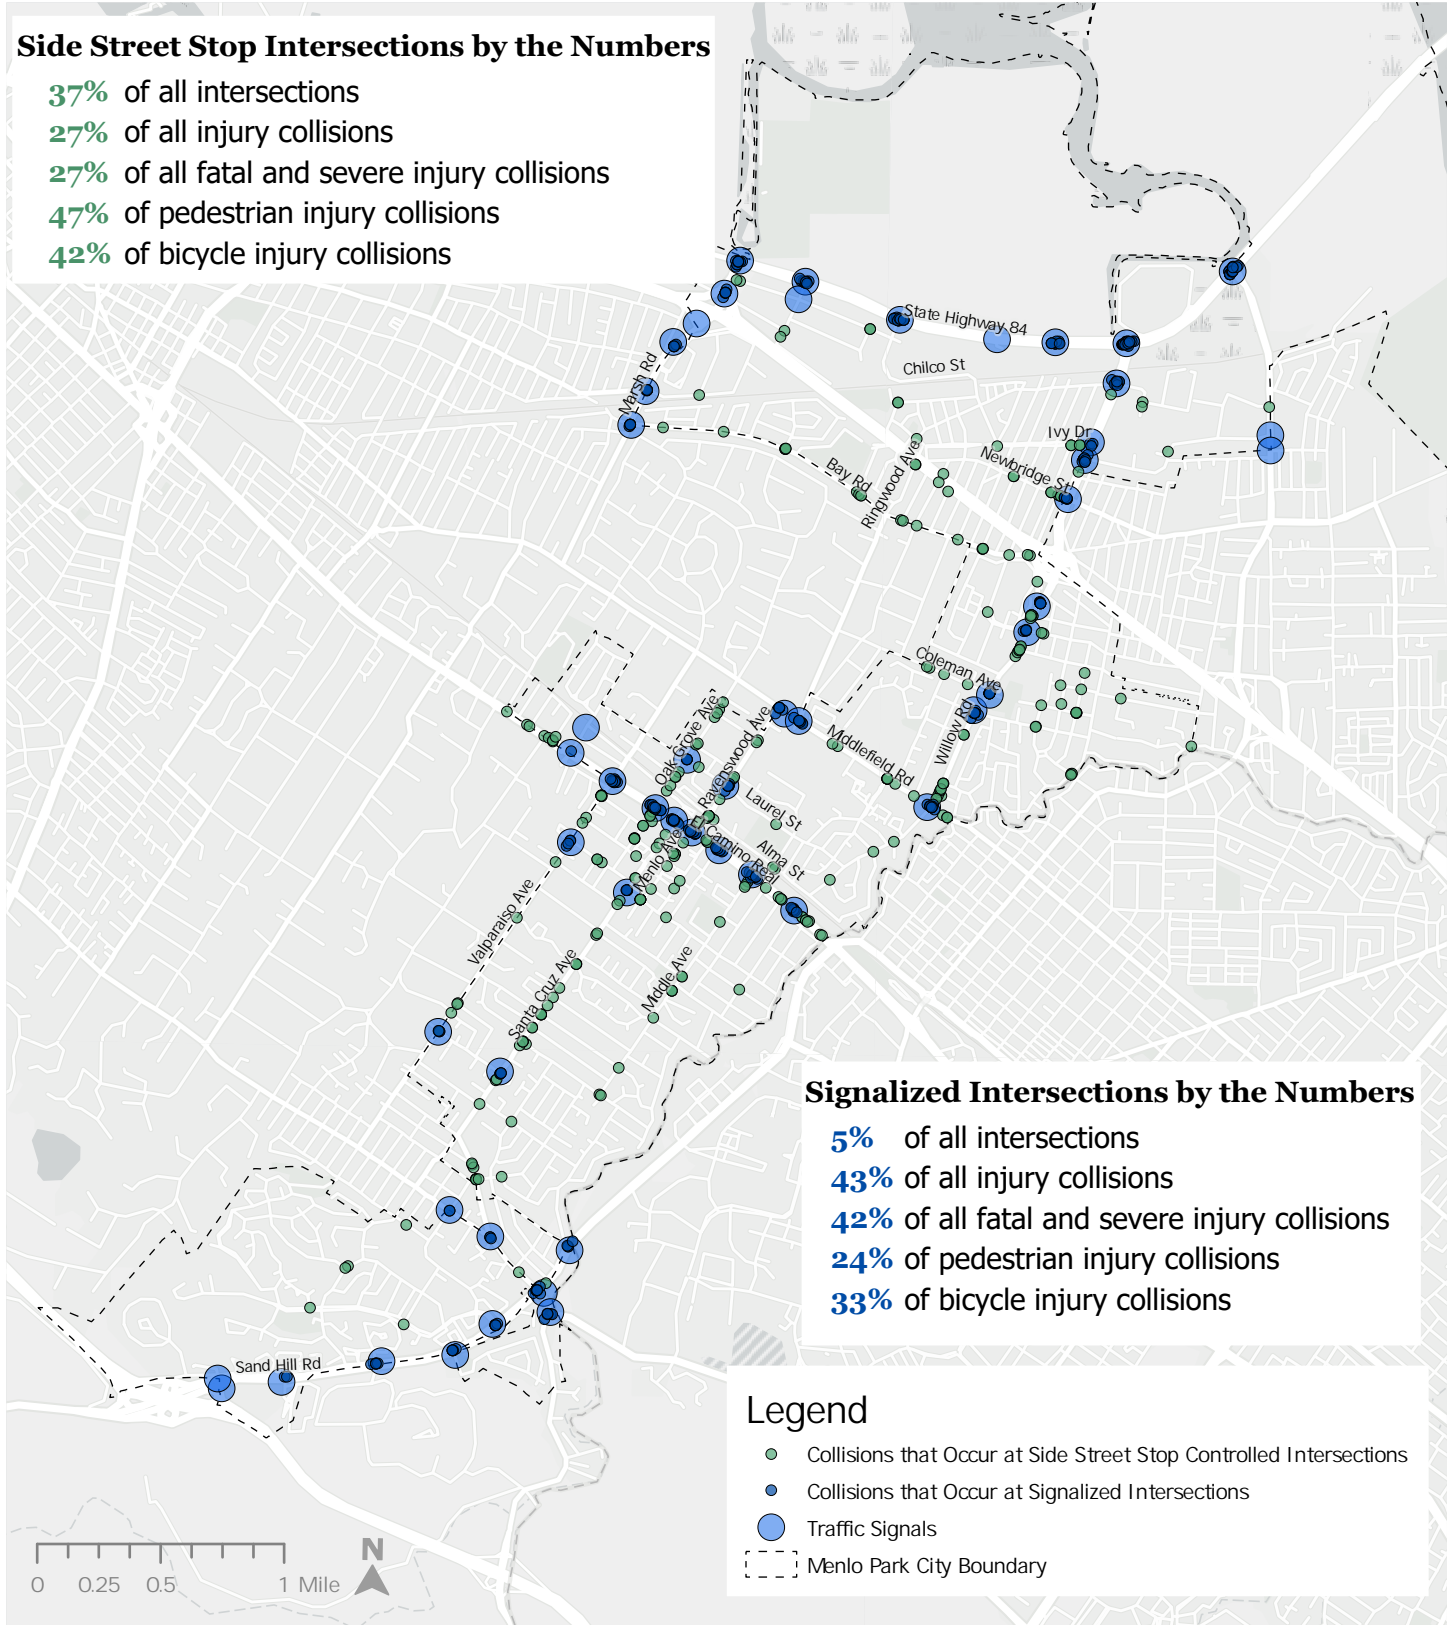 Side Street Stop Intersections by the Numbers
37% of all intersections
27% of all injury collisions
27% of all fatal and severe injury collisions
47% of pedestrian injury collisions
42% of bicycle injury collisions
State Highway 84
Chilco St
Marsh Rd
Ivy Dr
Newbridge St
Bay Rd
Ringwood Ave
Coleman Ave
Willow Rd
Middlefield Rd
Oak Grove Ave
Ravenswood Ave
Laurel St
El Camino Real
Alma St
Menlo Ave
Valparaiso Ave
Santa Cruz Ave
Middle Ave
Signalized Intersections by the Numbers
5% of all intersections
43% of all injury collisions
42% of all fatal and severe injury collisions
24% of pedestrian injury collisions
33% of bicycle injury collisions
Sand Hill Rd
Legend
Collisions that Occur at Side Street Stop Controlled Intersections
Collisions that Occur at Signalized Intersections
Traffic Signals
Menlo Park City Boundary
N
0 0.25 0.5 1 Mile